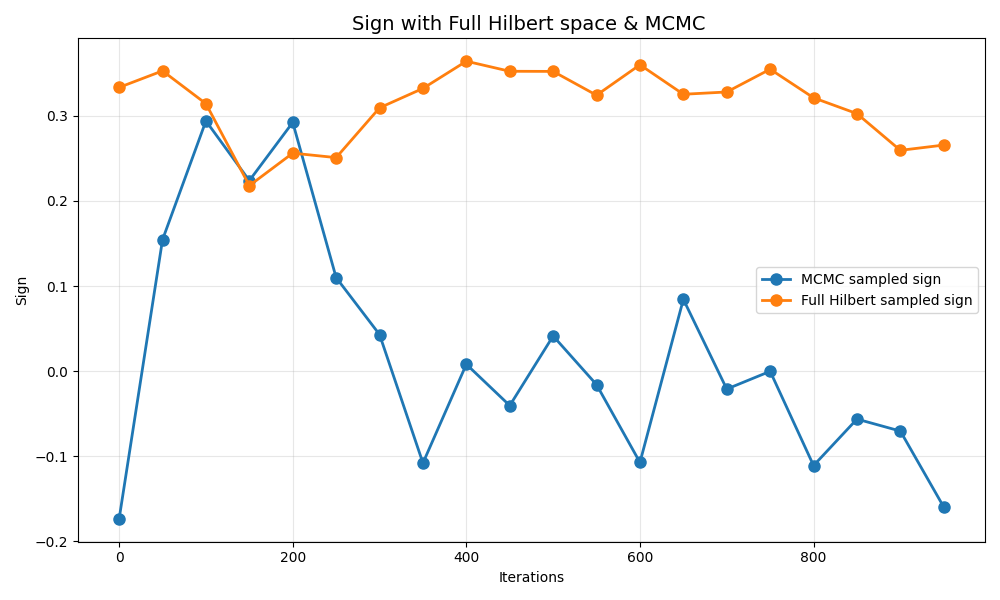 Sign with Full Hilbert space & MCMC
Sign
0.3
0.2
0.1
0.0
−0.1
−0.2
MCMC sampled sign
Full Hilbert sampled sign
0 200 400 600 800
Iterations